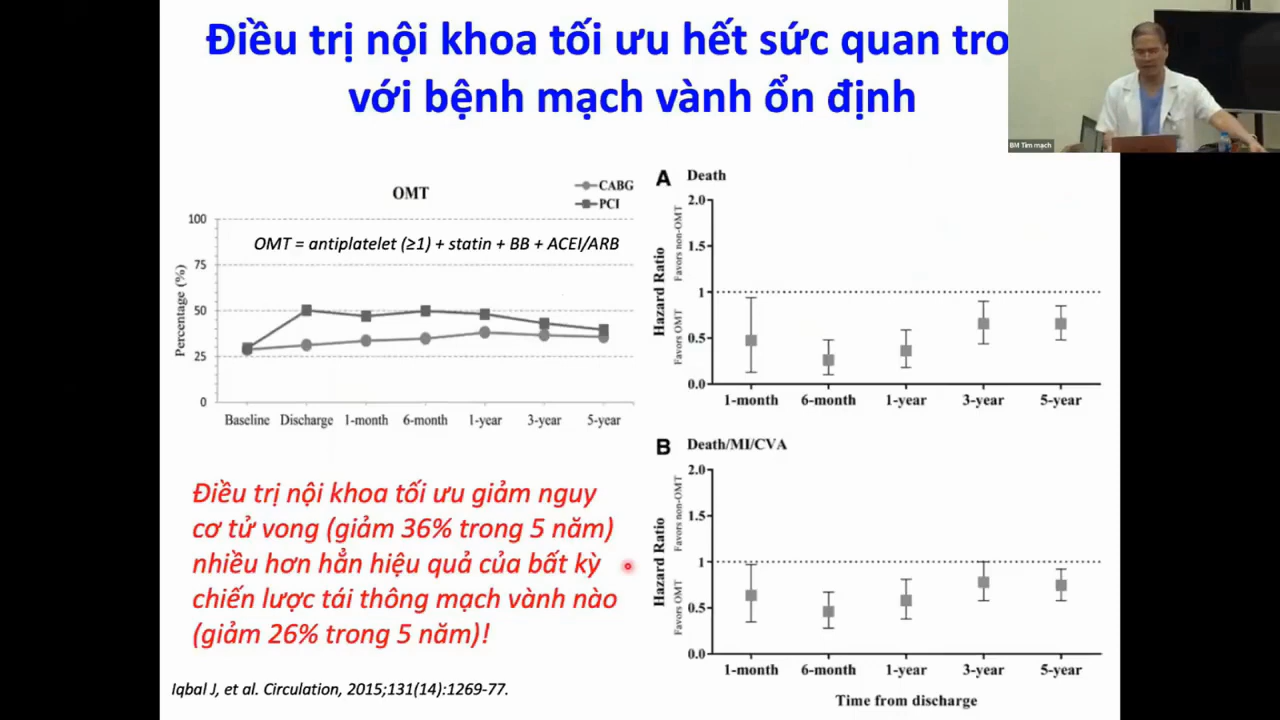 Điều trị nội khoa tối ưu hết sức quan tro
với bệnh mạch vành ổn định
BM Tim mạch
OMT
CABG
PCI
OMT = antiplatelet (≥1) + statin + BB + ACEI/ARB
Percentage (%)
100
75
50
25
0
Baseline Discharge 1-month 6-month 1-year 3-year 5-year
A Death
Hazard Ratio
Favors OMT Favors non-OMT
2.0
1.5
1
0.5
0.0
1-month 6-month 1-year 3-year 5-year
B Death/MI/CVA
Hazard Ratio
Favors OMT Favors non-OMT
2.0
1.5
1
0.5
0.0
1-month 6-month 1-year 3-year 5-year
Time from discharge
Điều trị nội khoa tối ưu giảm nguy
cơ tử vong (giảm 36% trong 5 năm)
nhiều hơn hẳn hiệu quả của bất kỳ
chiến lược tái thông mạch vành nào
(giảm 26% trong 5 năm)!
Iqbal J, et al. Circulation, 2015;131(14):1269-77.